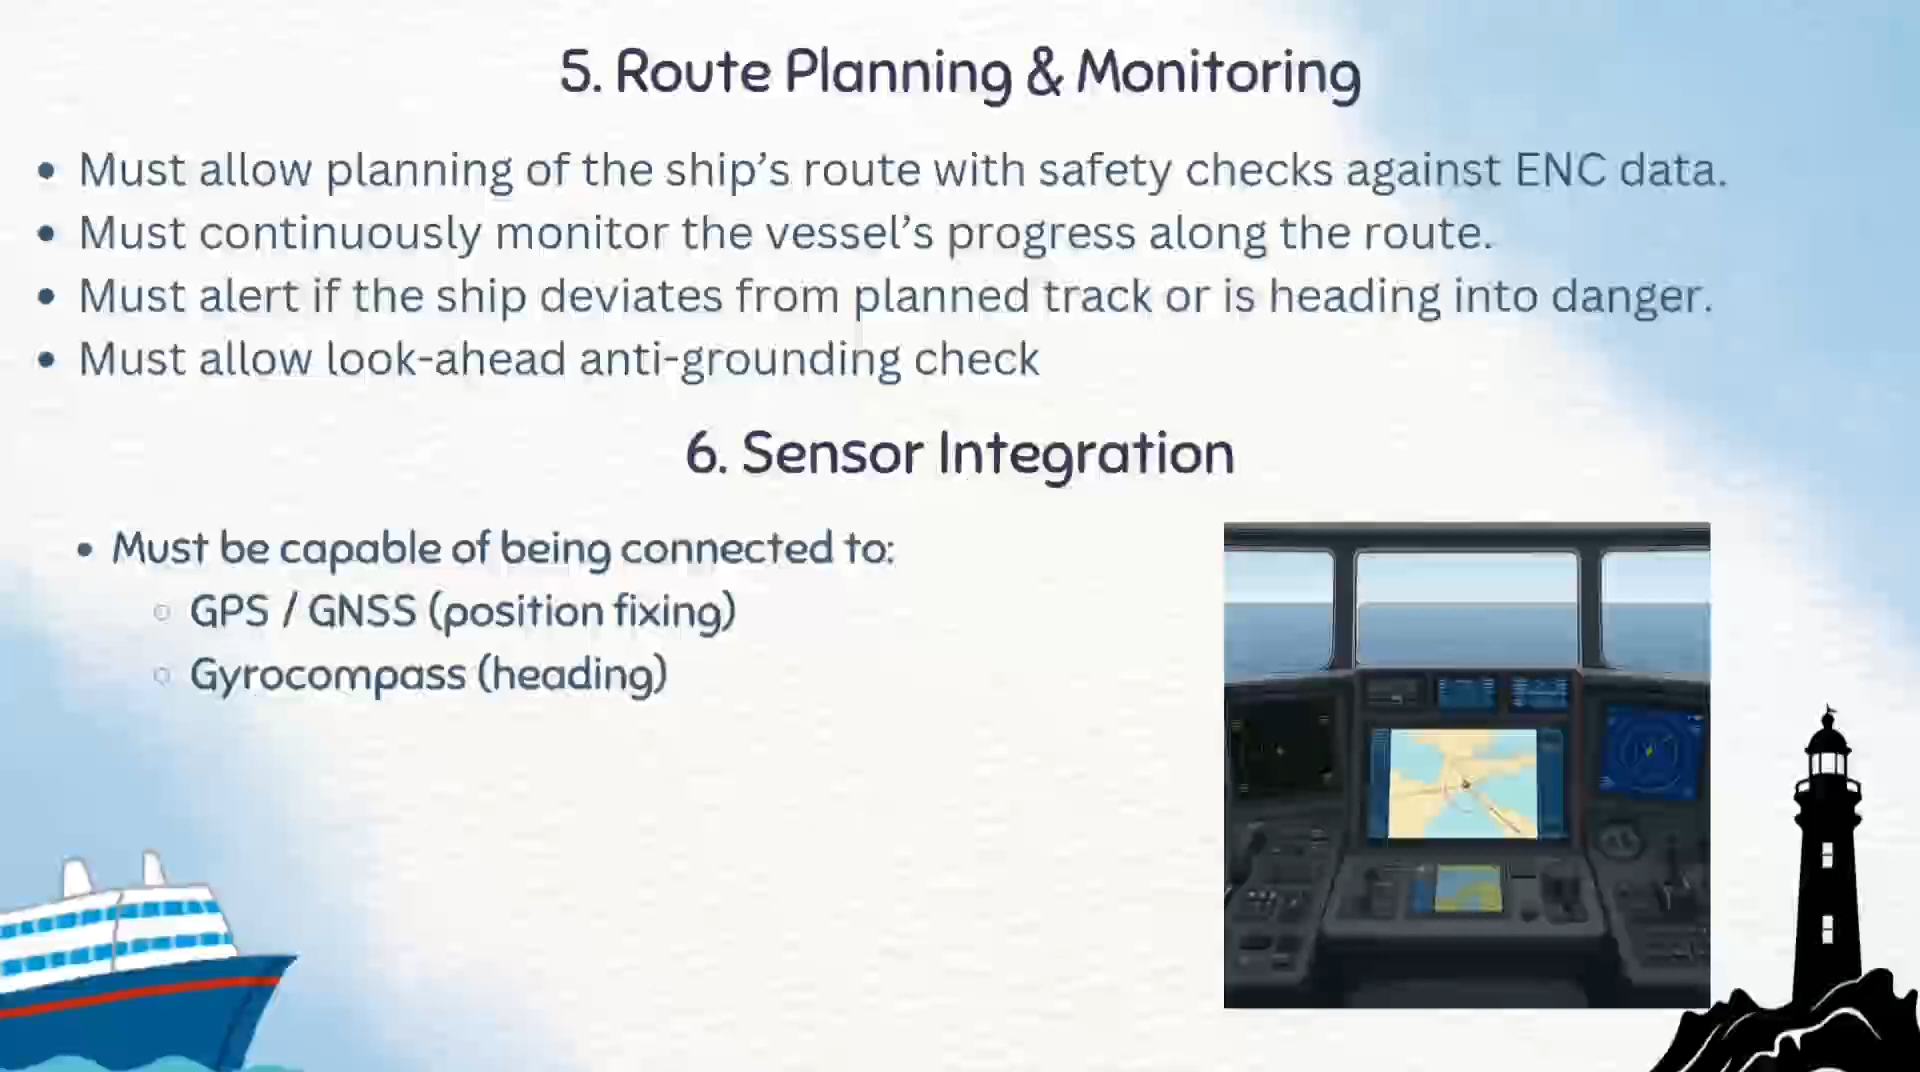 5. Route Planning & Monitoring
• Must allow planning of the ship's route with safety checks against ENC data.
• Must continuously monitor the vessel's progress along the route.
• Must alert if the ship deviates from planned track or is heading into danger.
• Must allow look-ahead anti-grounding check
6. Sensor Integration
• Must be capable of being connected to:
○ GPS / GNSS (position fixing)
○ Gyrocompass (heading)